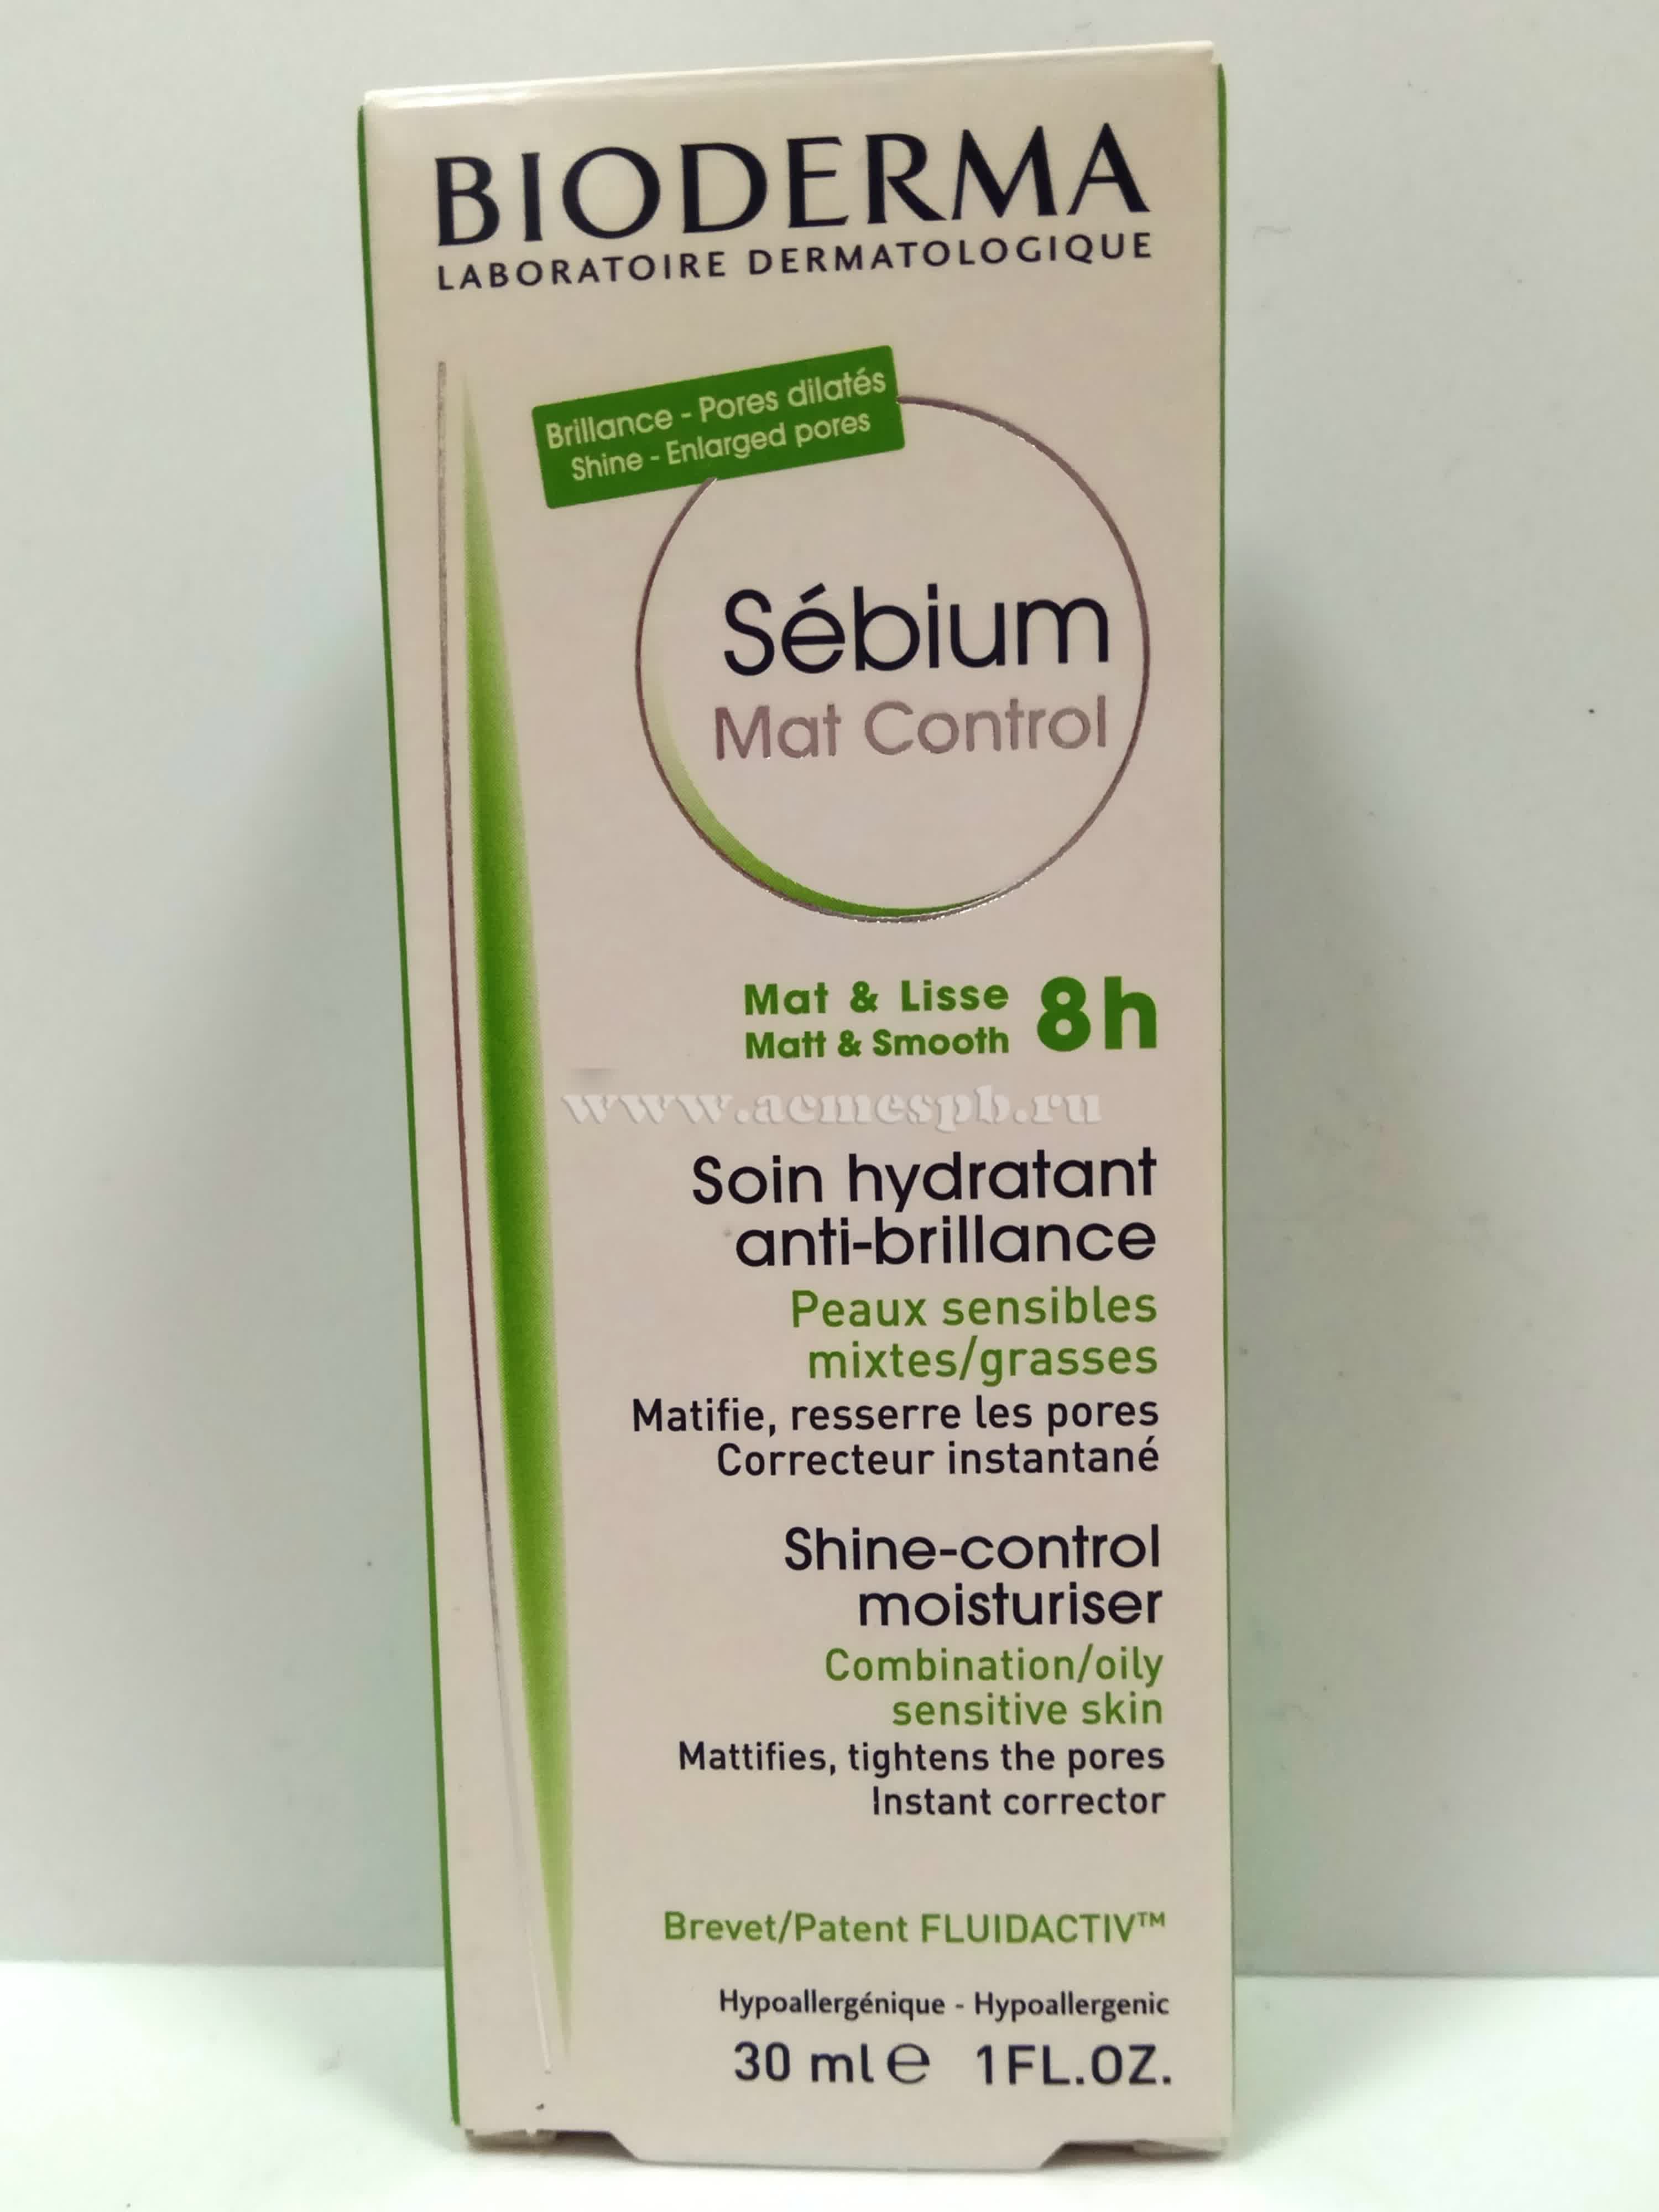 BIODERMA
LABORATOIRE DERMATOLOGIQUE
Brillance - Pores dilatés
Shine - Enlarged pores
Sébium
Mat Control
Mat & Lisse 8h
Matt & Smooth
www.acmespb.ru
Soin hydratant
anti-brillance
Peaux sensibles
mixtes/grasses
Matifie, resserre les pores
Correcteur instantané
Shine-control
moisturiser
Combination/oily
sensitive skin
Mattifies, tightens the pores
Instant corrector
Brevet/Patent FLUIDACTIV™
Hypoallergénique - Hypoallergenic
30 ml ℮ 1FL.OZ.